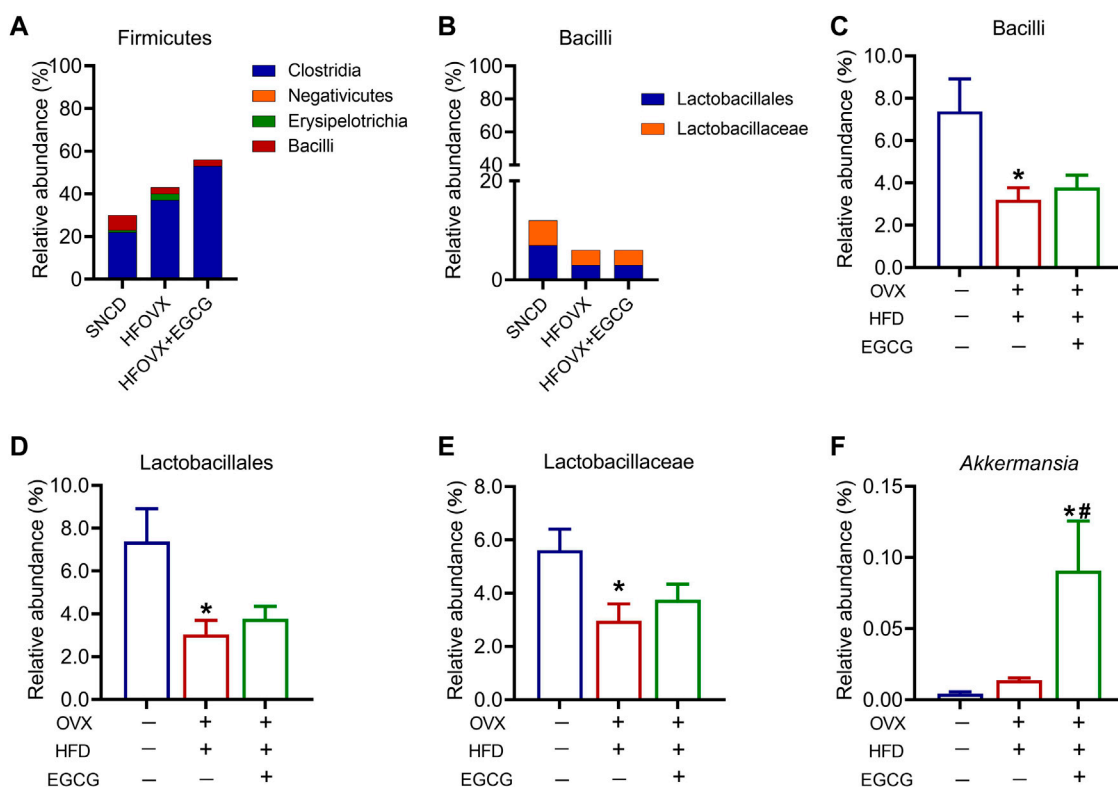 A
Firmicutes
Relative abundance (%)
100
80
60
40
20
0
SNCD
HFOVX
HFOVX+EGCG
Clostridia
Negativicutes
Erysipelotrichia
Bacilli
B
Bacilli
Relative abundance (%)
100
80
60
40
20
0
SNCD
HFOVX
HFOVX+EGCG
Lactobacillales
Lactobacillaceae
C
Bacilli
Relative abundance (%)
10.0
8.0
6.0
4.0
2.0
0.0
*
OVX − + +
HFD − + +
EGCG − − +
D
Lactobacillales
Relative abundance (%)
10.0
8.0
6.0
4.0
2.0
0.0
*
OVX − + +
HFD − + +
EGCG − − +
E
Lactobacillaceae
Relative abundance (%)
8.0
6.0
4.0
2.0
0.0
*
OVX − + +
HFD − + +
EGCG − − +
F
Akkermansia
Relative abundance (%)
0.15
0.10
0.05
0.00
*#
OVX − + +
HFD − + +
EGCG − − +